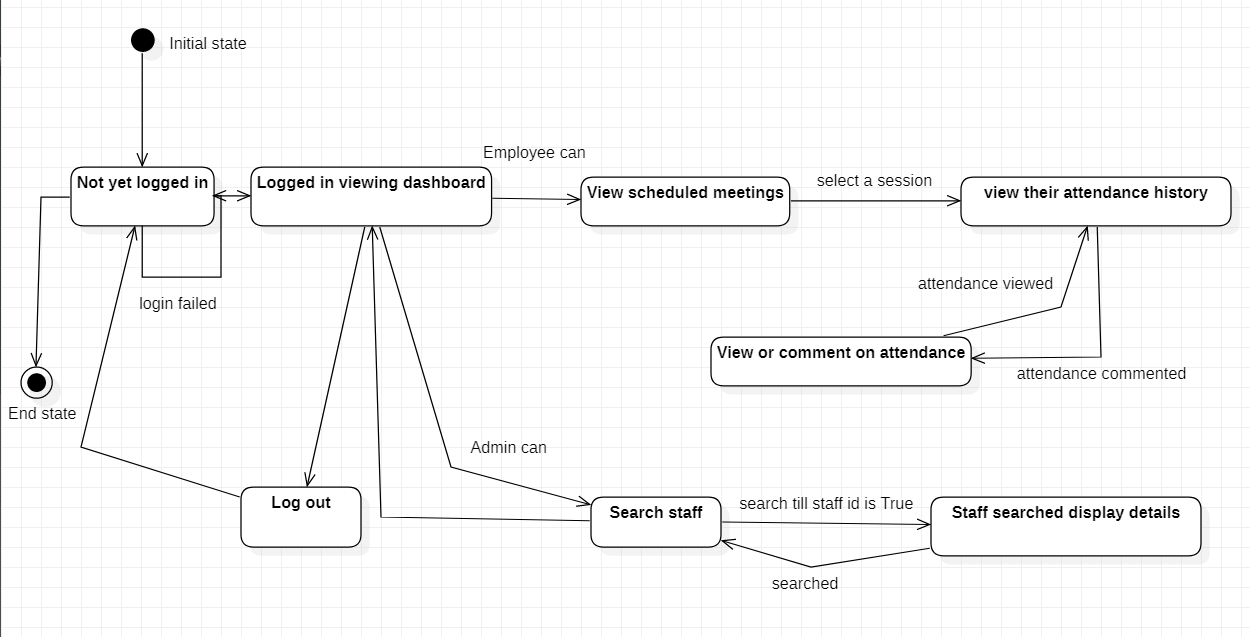 Initial state
Employee can
Not yet logged in
Logged in viewing dashboard
View scheduled meetings
select a session
view their attendance history
login failed
attendance viewed
View or comment on attendance
attendance commented
End state
Admin can
Log out
Search staff
search till staff id is True
Staff searched display details
searched